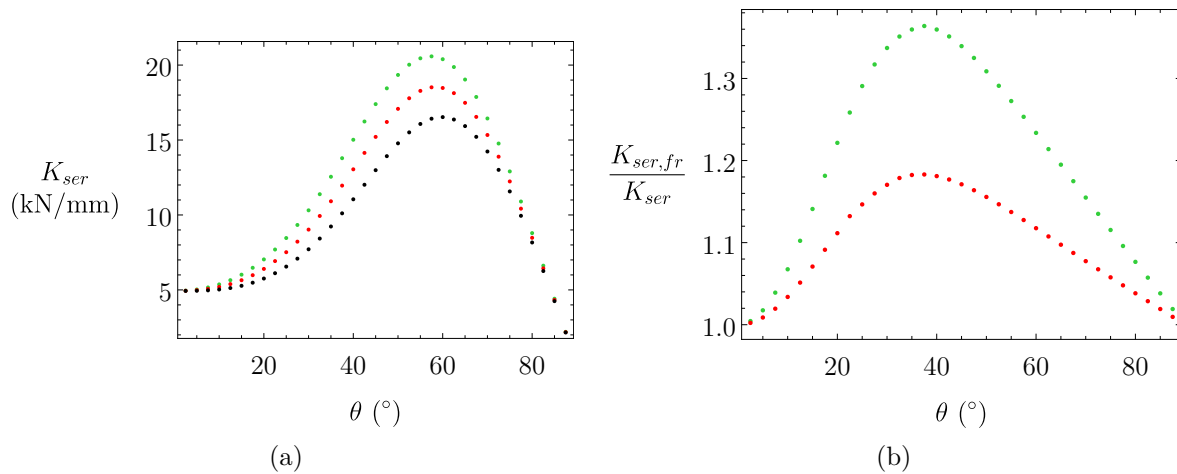 20
15
10
5
K_ser
(kN/mm)
20 40 60 80
θ (°)
(a)
1.3
1.2
1.1
1.0
K_ser,fr
K_ser
20 40 60 80
θ (°)
(b)